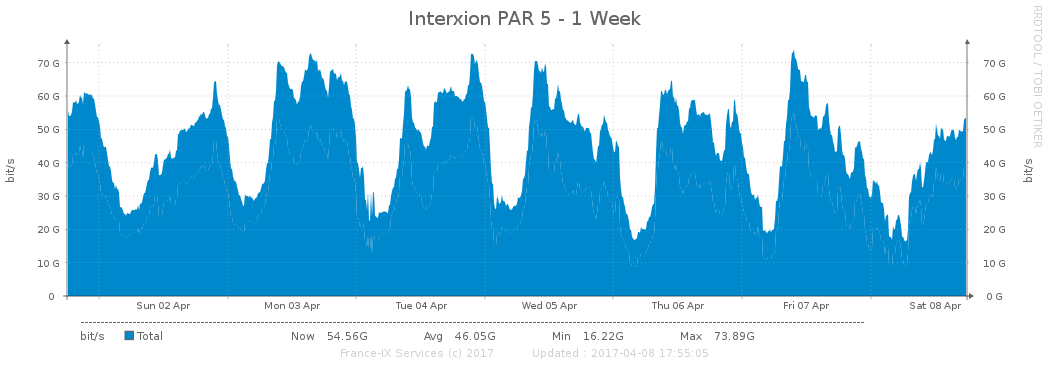 Interxion PAR 5 - 1 Week
RRDTOOL / TOBI OETIKER
bit/s
70 G 70 G
60 G 60 G
50 G 50 G
40 G 40 G
30 G 30 G
20 G 20 G
10 G 10 G
0 0 G
bit/s
Sun 02 Apr Mon 03 Apr Tue 04 Apr Wed 05 Apr Thu 06 Apr Fri 07 Apr Sat 08 Apr
bit/s Total Now 54.56G Avg 46.05G Min 16.22G Max 73.89G
France-IX Services (c) 2017 Updated : 2017-04-08 17:55:05